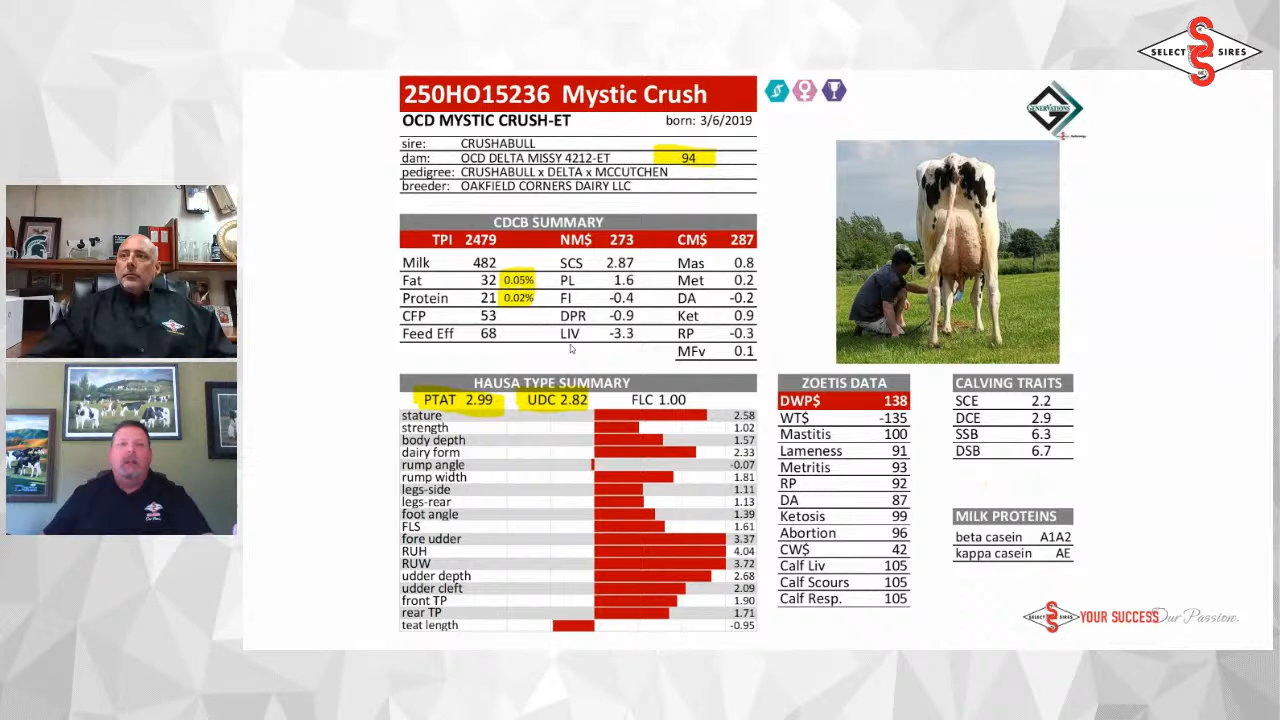 SELECT SIRES
250HO15236 Mystic Crush
OCD MYSTIC CRUSH-ET born: 3/6/2019
sire: CRUSHABULL
dam: OCD DELTA MISSY 4212-ET 94
pedigree: CRUSHABULL x DELTA x MCCUTCHEN
breeder: OAKFIELD CORNERS DAIRY LLC
GENERVATIONS
CDCB SUMMARY
TPI 2479 NM$ 273 CM$ 287
Milk 482 SCS 2.87 Mas 0.8
Fat 32 0.05% PL 1.6 Met 0.2
Protein 21 0.02% FI -0.4 DA -0.2
CFP 53 DPR -0.9 Ket 0.9
Feed Eff 68 LIV -3.3 RP -0.3
MFv 0.1
HAUSA TYPE SUMMARY
PTAT 2.99 UDC 2.82 FLC 1.00
stature 2.58
strength 1.02
body depth 1.57
dairy form 2.33
rump angle -0.07
rump width 1.81
legs-side 1.11
legs-rear 1.13
foot angle 1.39
FLS 1.61
fore udder 3.37
RUH 4.04
RUW 3.72
udder depth 2.68
udder cleft 2.09
front TP 1.90
rear TP 1.71
teat length -0.95
ZOETIS DATA
DWP$ 138
WT$ -135
Mastitis 100
Lameness 91
Metritis 93
RP 92
DA 87
Ketosis 99
Abortion 96
CW$ 42
Calf Liv 105
Calf Scours 105
Calf Resp. 105
CALVING TRAITS
SCE 2.2
DCE 2.9
SSB 6.3
DSB 6.7
MILK PROTEINS
beta casein A1A2
kappa casein AE
SELECT SIRES YOUR SUCCESS Our Passion.